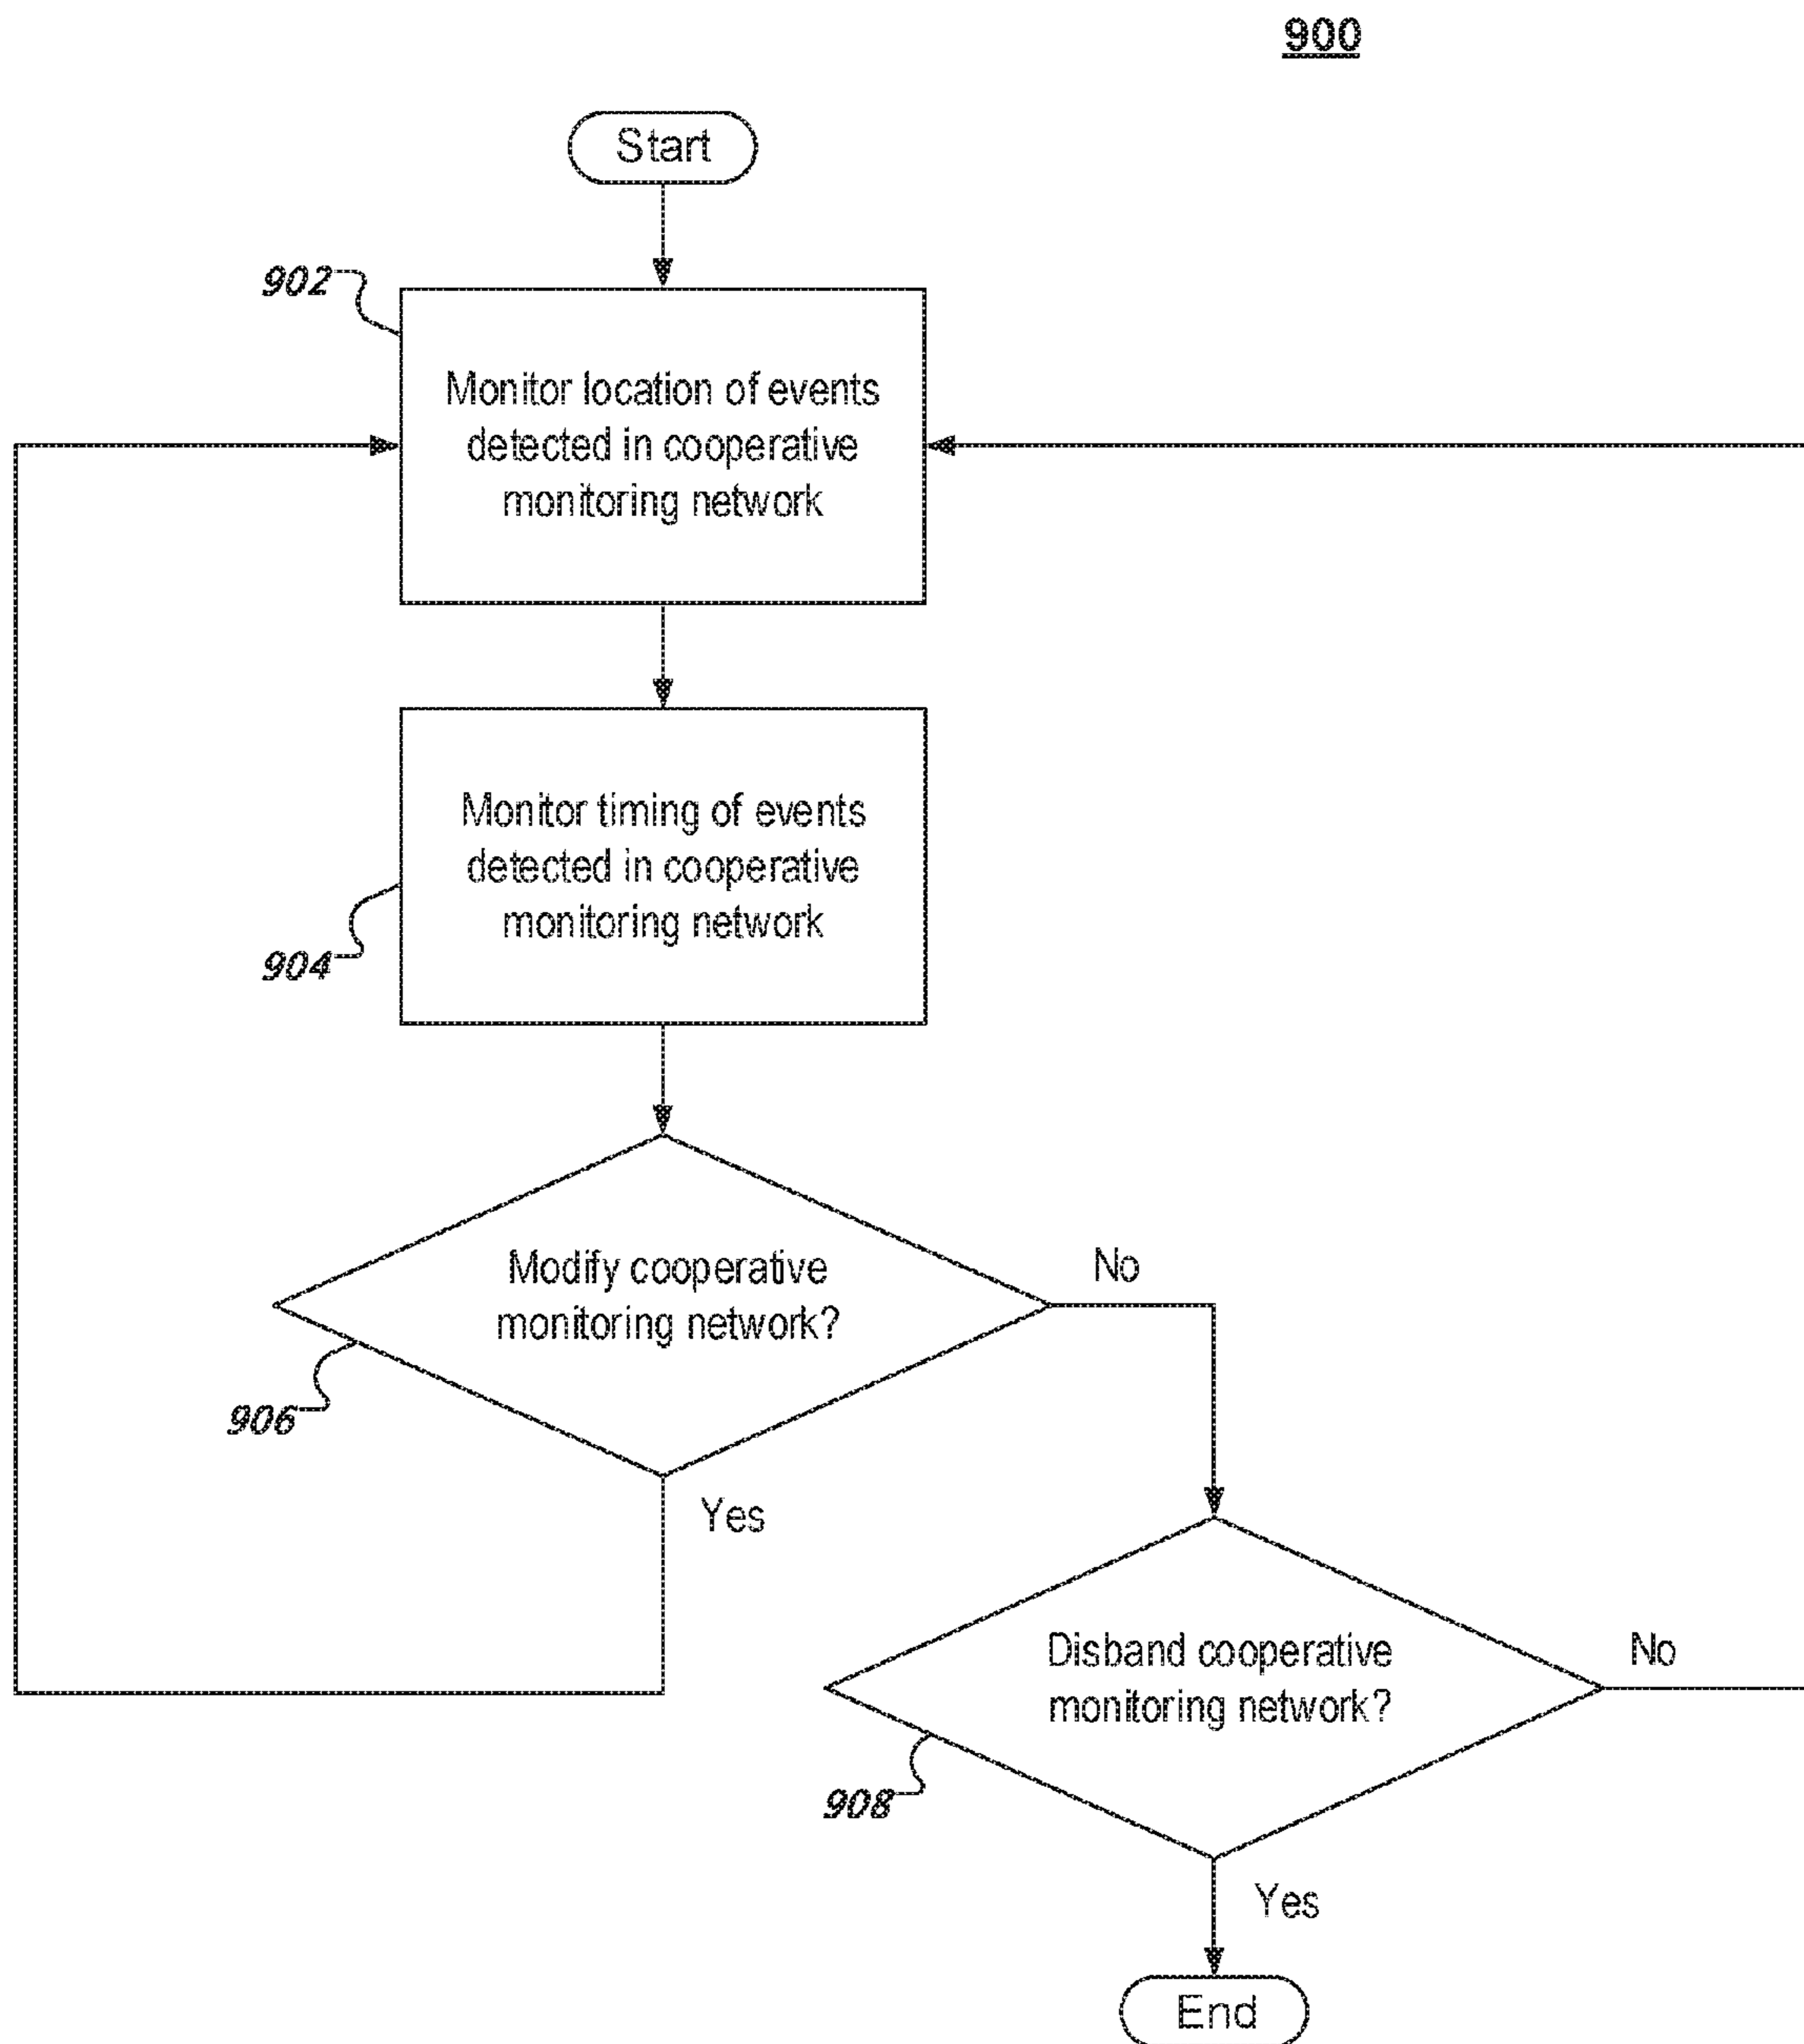 900
Start
902
Monitor location of events
detected in cooperative
monitoring network
Monitor timing of events
detected in cooperative
monitoring network
904
Modify cooperative
monitoring network?
No
906
Yes
Disband cooperative
monitoring network?
No
908
Yes
End